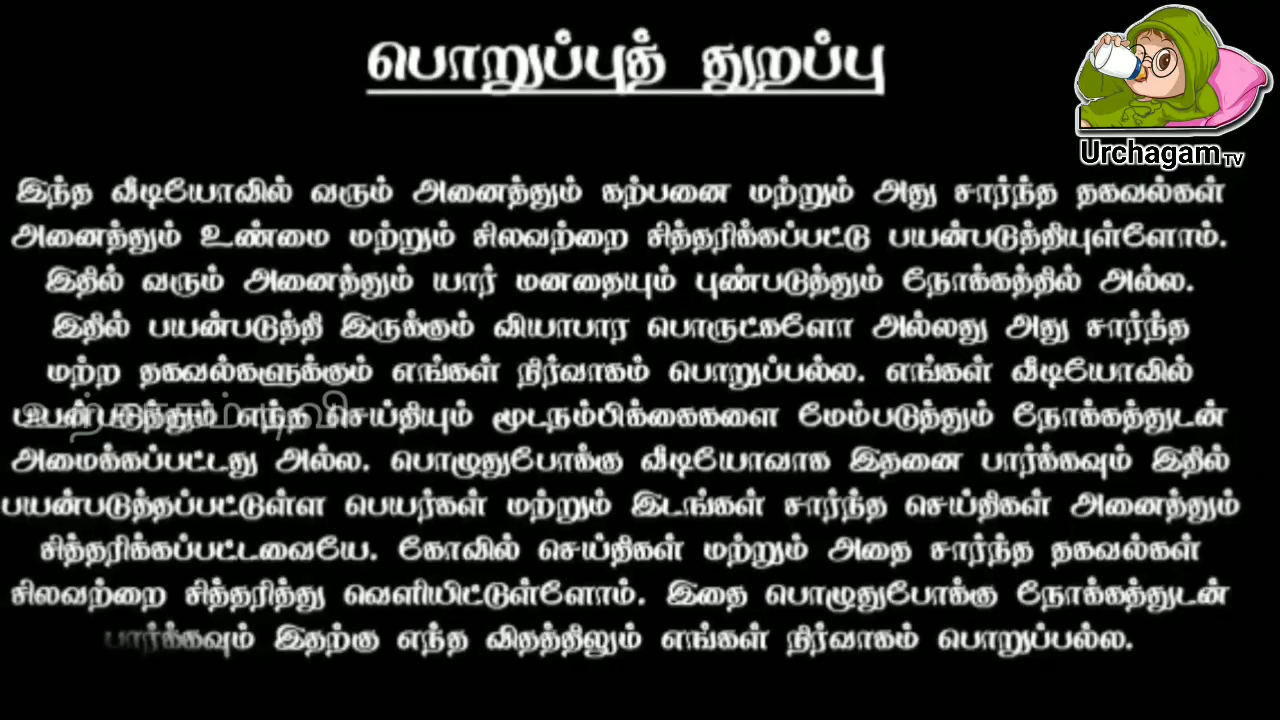 பொறுப்புத் துறப்பு
Urchagam TV
இந்த வீடியோவில் வரும் அனைத்தும் கற்பனை மற்றும் அது சார்ந்த தகவல்கள்
அனைத்தும் உண்மை மற்றும் சிலவற்றை சித்தரிக்கப்பட்டு பயன்படுத்தியுள்ளோம்.
இதில் வரும் அனைத்தும் யார் மனதையும் புண்படுத்தும் நோக்கத்தில் அல்ல.
இதில் பயன்படுத்தி இருக்கும் வியாபார பொருட்களோ அல்லது அது சார்ந்த
மற்ற தகவல்களுக்கும் எங்கள் நிர்வாகம் பொறுப்பல்ல. எங்கள் வீடியோவில்
பயன்படுத்தும் எந்த செய்தியும் மூடநம்பிக்கைகளை மேம்படுத்தும் நோக்கத்துடன்
அமைக்கப்பட்டது அல்ல. பொழுதுபோக்கு வீடியோவாக இதனை பார்க்கவும் இதில்
பயன்படுத்தப்பட்டுள்ள பெயர்கள் மற்றும் இடங்கள் சார்ந்த செய்திகள் அனைத்தும்
சித்தரிக்கப்பட்டவையே. கோவில் செய்திகள் மற்றும் அதை சார்ந்த தகவல்கள்
சிலவற்றை சித்தரித்து வெளியிட்டுள்ளோம். இதை பொழுதுபோக்கு நோக்கத்துடன்
பார்க்கவும் இதற்கு எந்த விதத்திலும் எங்கள் நிர்வாகம் பொறுப்பல்ல.